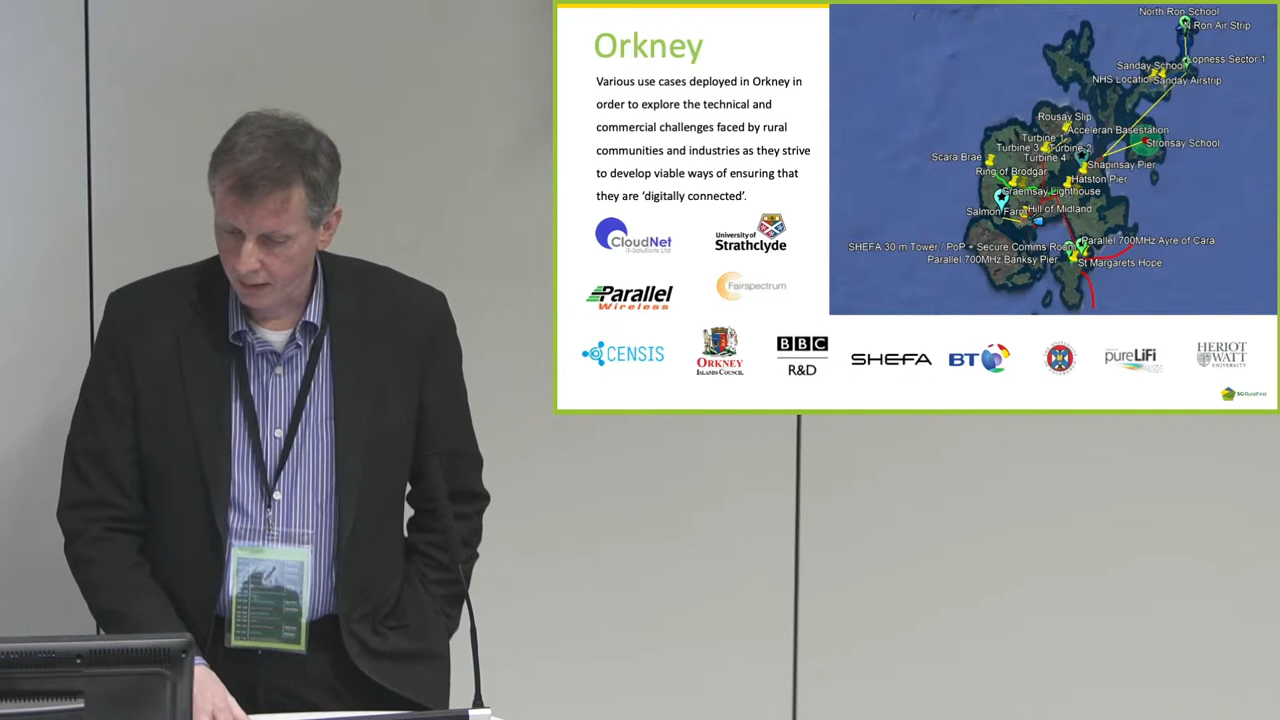 Orkney
Various use cases deployed in Orkney in
order to explore the technical and
commercial challenges faced by rural
communities and industries as they strive
to develop viable ways of ensuring that
they are ‘digitally connected’.
CloudNet
IT-Solutions Ltd
University of
Strathclyde
Parallel
Wireless
Fairspectrum
CENSIS
ORKNEY
ISLANDS COUNCIL
BBC
R&D
SHEFA
BT
pureLiFi
HERIOT
WATT
UNIVERSITY
5G RuralFirst
North Ron School
N Ron Air Strip
Lopness Sector 1
Sanday School
NHS Locatio
Sanday Airstrip
Rousay Slip
Turbine 1
Acceleran Basestation
Turbine 3
Turbine 2
Stronsay School
Scara Brae
Turbine 4
Shapinsay Pier
Ring of Brodgar
Hatston Pier
Graemsay Lighthouse
Salmon Farm
Hill of Midland
SHEFA 30 m Tower / PoP + Secure Comms Room
Parallel 700MHz Ayre of Cara
Parallel 700MHz Banksy Pier
St Margarets Hope